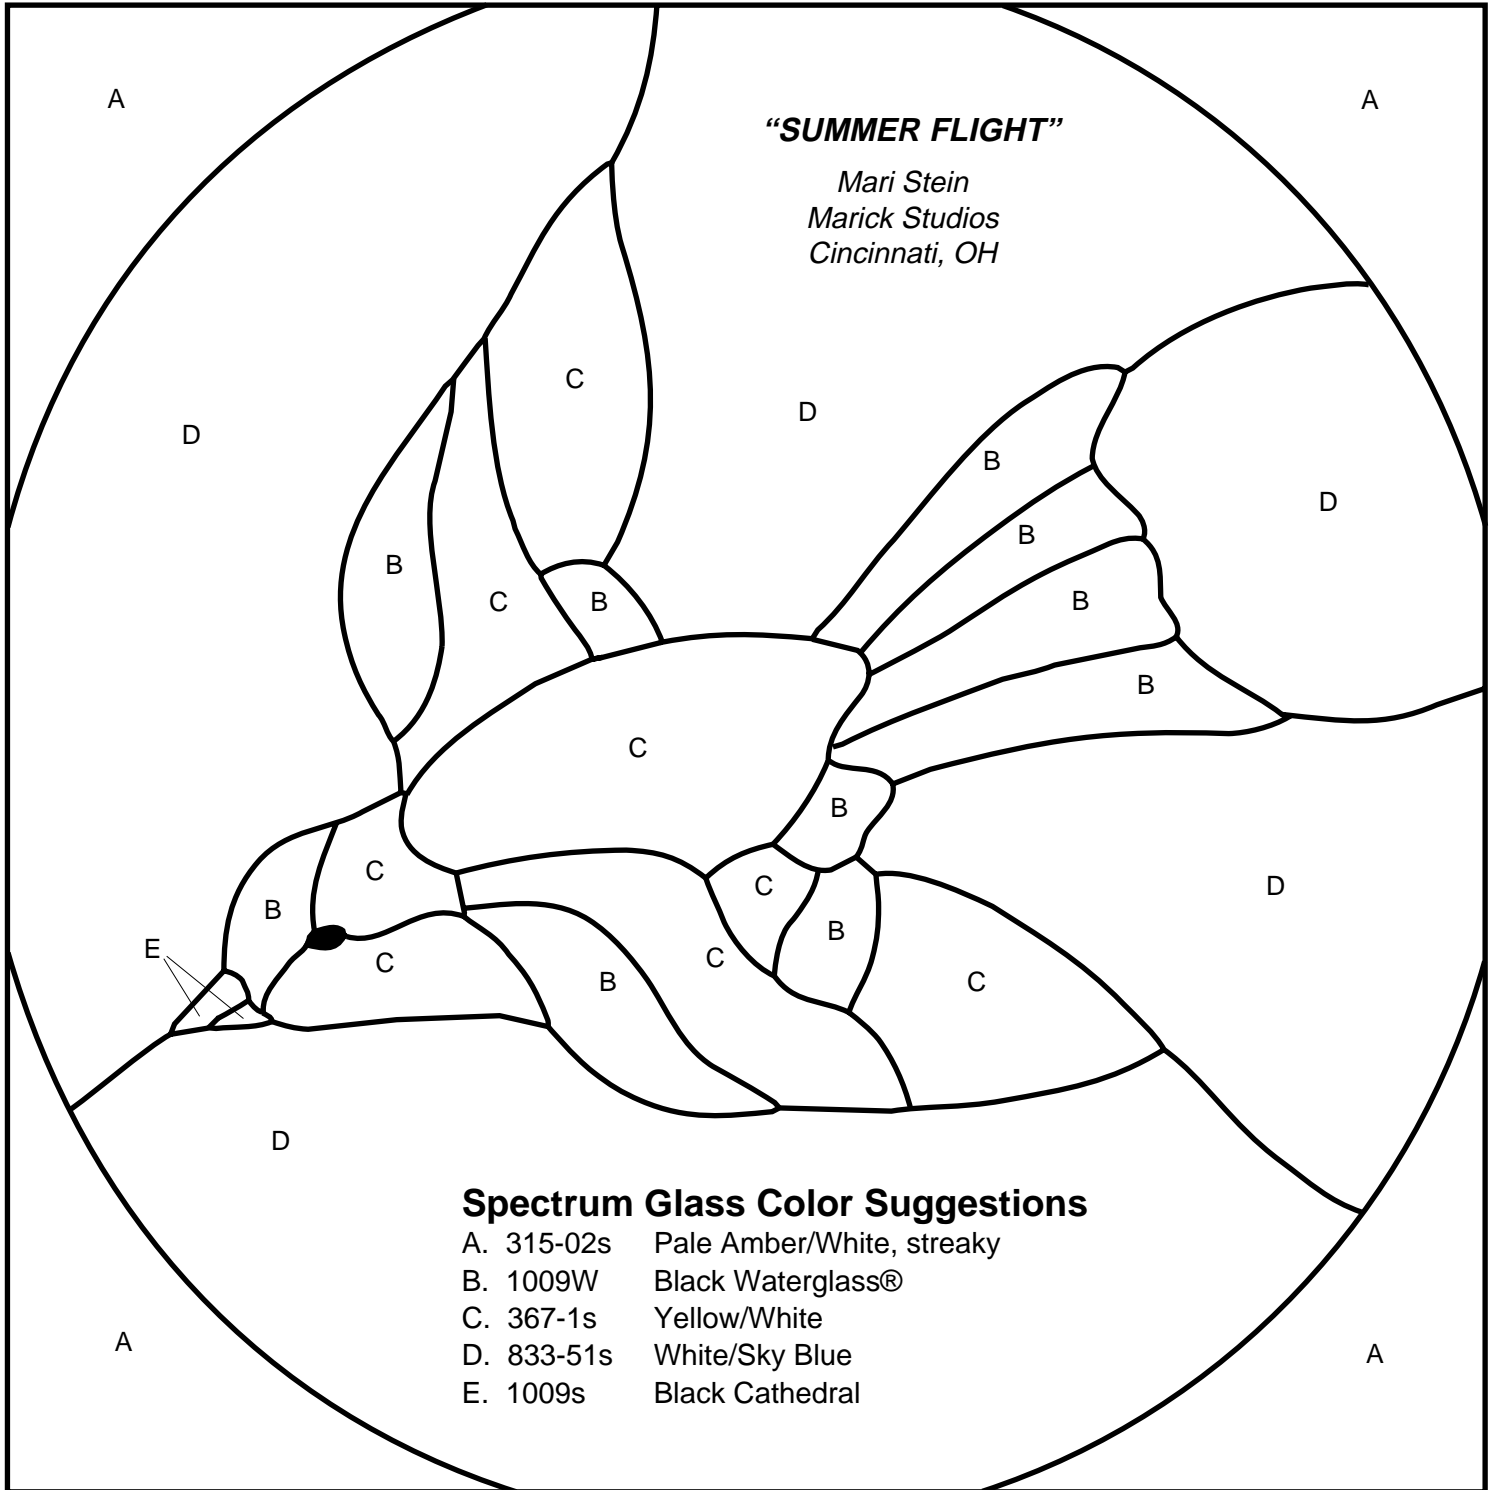 A
A
“SUMMER FLIGHT”
Mari Stein
Marick Studios
Cincinnati, OH
C
D
D
B
D
B
B
C
B
B
B
C
B
C
C
D
B
B
E
C
C
B
C
D
Spectrum Glass Color Suggestions
A. 315-02s Pale Amber/White, streaky
B. 1009W Black Waterglass®
C. 367-1s Yellow/White
D. 833-51s White/Sky Blue
E. 1009s Black Cathedral
A
A